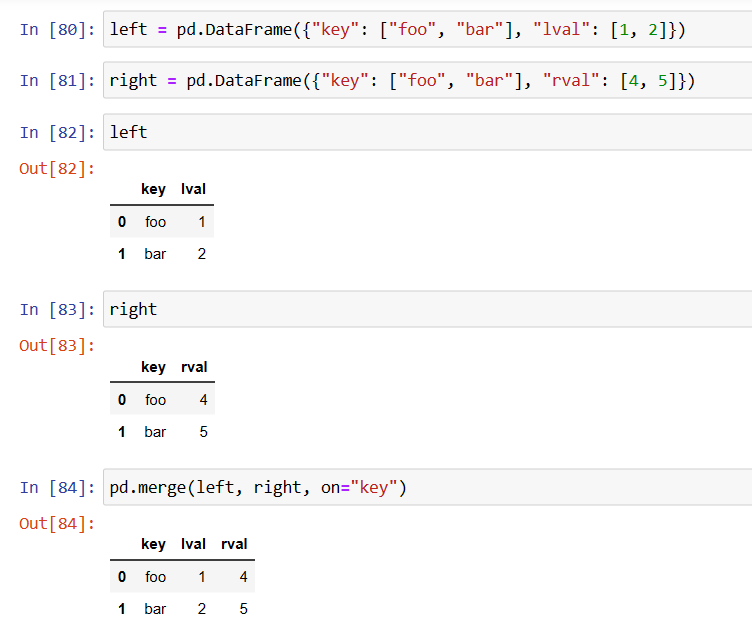 In [80]: left = pd.DataFrame({"key": ["foo", "bar"], "lval": [1, 2]})
In [81]: right = pd.DataFrame({"key": ["foo", "bar"], "rval": [4, 5]})
In [82]: left
Out[82]:
key lval
0 foo 1
1 bar 2
In [83]: right
Out[83]:
key rval
0 foo 4
1 bar 5
In [84]: pd.merge(left, right, on="key")
Out[84]:
key lval rval
0 foo 1 4
1 bar 2 5